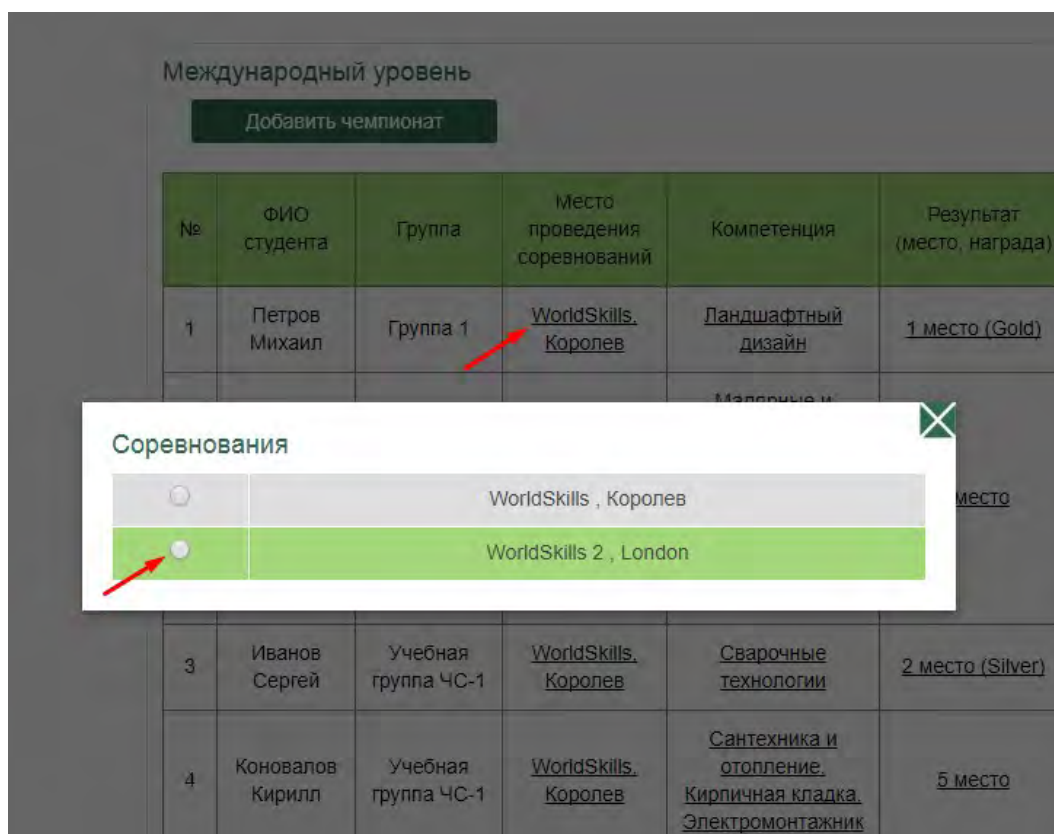 Международный уровень
Добавить чемпионат
№
ФИО
студента
Группа
Место
проведения
соревнований
Компетенция
Результат
(место, награда)
1
Петров
Михаил
Группа 1
WorldSkills,
Королев
Ландшафтный
дизайн
1 место (Gold)
Малярные и
место
Соревнования
WorldSkills , Королев
WorldSkills 2 , London
3
Иванов
Сергей
Учебная
группа ЧС-1
WorldSkills,
Королев
Сварочные
технологии
2 место (Silver)
4
Коновалов
Кирилл
Учебная
группа ЧС-1
WorldSkills,
Королев
Сантехника и
отопление,
Кирпичная кладка,
Электромонтажник
5 место